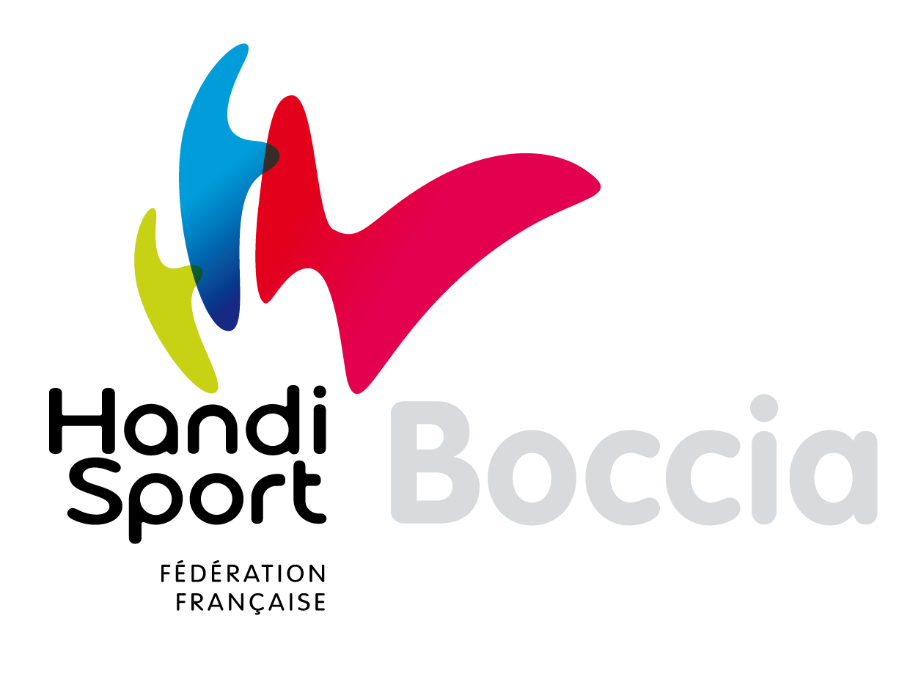 Handi
Sport
Boccia
FÉDÉRATION
FRANÇAISE